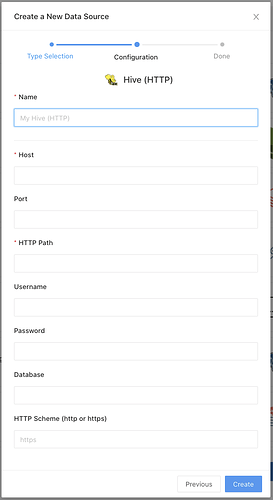 Create a New Data Source
Type Selection
Configuration
Done
Hive (HTTP)
* Name
My Hive (HTTP)
* Host
Port
* HTTP Path
Username
Password
Database
HTTP Scheme (http or https)
https
Previous
Create